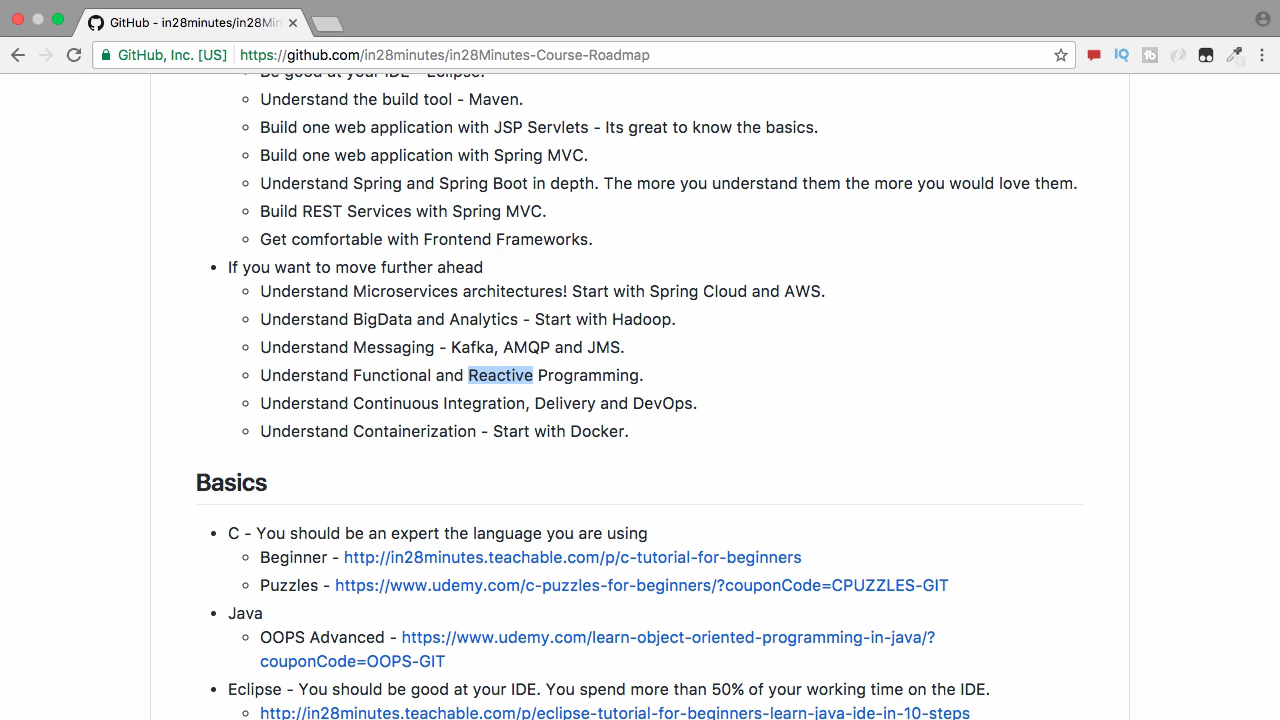 GitHub - in28minutes/in28Min
GitHub, Inc. [US] https://github.com/in28minutes/in28Minutes-Course-Roadmap
Be good at your IDE - Eclipse.
Understand the build tool - Maven.
Build one web application with JSP Servlets - Its great to know the basics.
Build one web application with Spring MVC.
Understand Spring and Spring Boot in depth. The more you understand them the more you would love them.
Build REST Services with Spring MVC.
Get comfortable with Frontend Frameworks.
If you want to move further ahead
Understand Microservices architectures! Start with Spring Cloud and AWS.
Understand BigData and Analytics - Start with Hadoop.
Understand Messaging - Kafka, AMQP and JMS.
Understand Functional and Reactive Programming.
Understand Continuous Integration, Delivery and DevOps.
Understand Containerization - Start with Docker.
Basics
C - You should be an expert the language you are using
Beginner - http://in28minutes.teachable.com/p/c-tutorial-for-beginners
Puzzles - https://www.udemy.com/c-puzzles-for-beginners/?couponCode=CPUZZLES-GIT
Java
OOPS Advanced - https://www.udemy.com/learn-object-oriented-programming-in-java/?
couponCode=OOPS-GIT
Eclipse - You should be good at your IDE. You spend more than 50% of your working time on the IDE.
http://in28minutes.teachable.com/p/eclipse-tutorial-for-beginners-learn-java-ide-in-10-steps